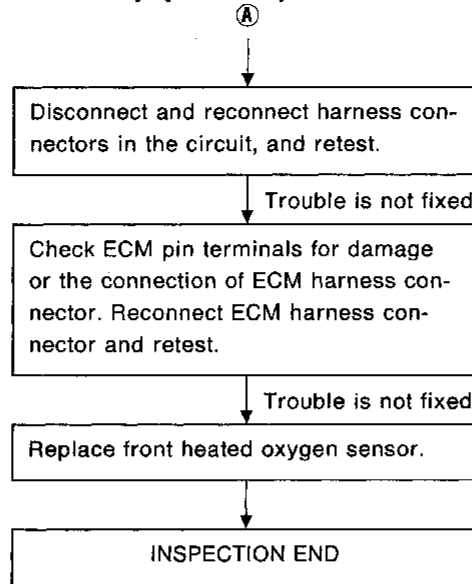 A
Disconnect and reconnect harness con-
nectors in the circuit, and retest.
Trouble is not fixed
Check ECM pin terminals for damage
or the connection of ECM harness con-
nector. Reconnect ECM harness con-
nector and retest.
Trouble is not fixed
Replace front heated oxygen sensor.
INSPECTION END